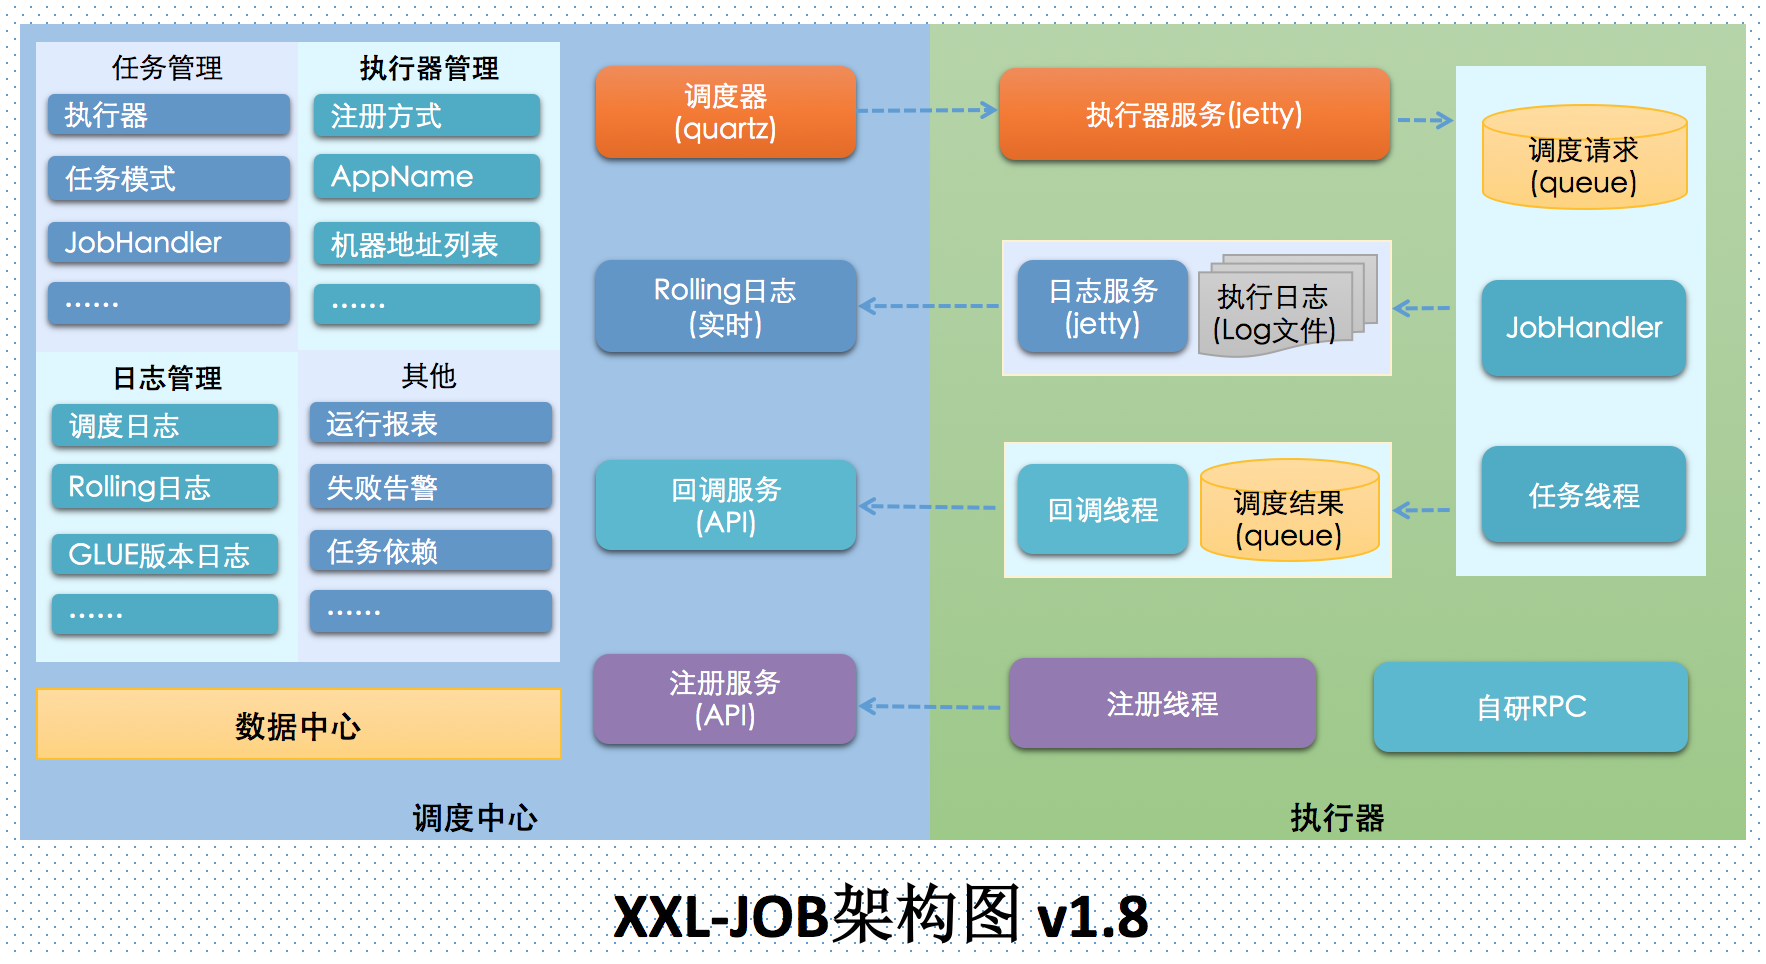 任务管理
执行器
任务模式
JobHandler
……
执行器管理
注册方式
AppName
机器地址列表
……
日志管理
调度日志
Rolling日志
GLUE版本日志
……
其他
运行报表
失败告警
任务依赖
……
数据中心
调度器
(quartz)
Rolling日志
(实时)
回调服务
(API)
注册服务
(API)
调度中心
执行器服务(jetty)
调度请求
(queue)
日志服务
(jetty)
执行日志
(Log文件)
JobHandler
回调线程
调度结果
(queue)
任务线程
注册线程
自研RPC
执行器
XXL-JOB架构图 v1.8